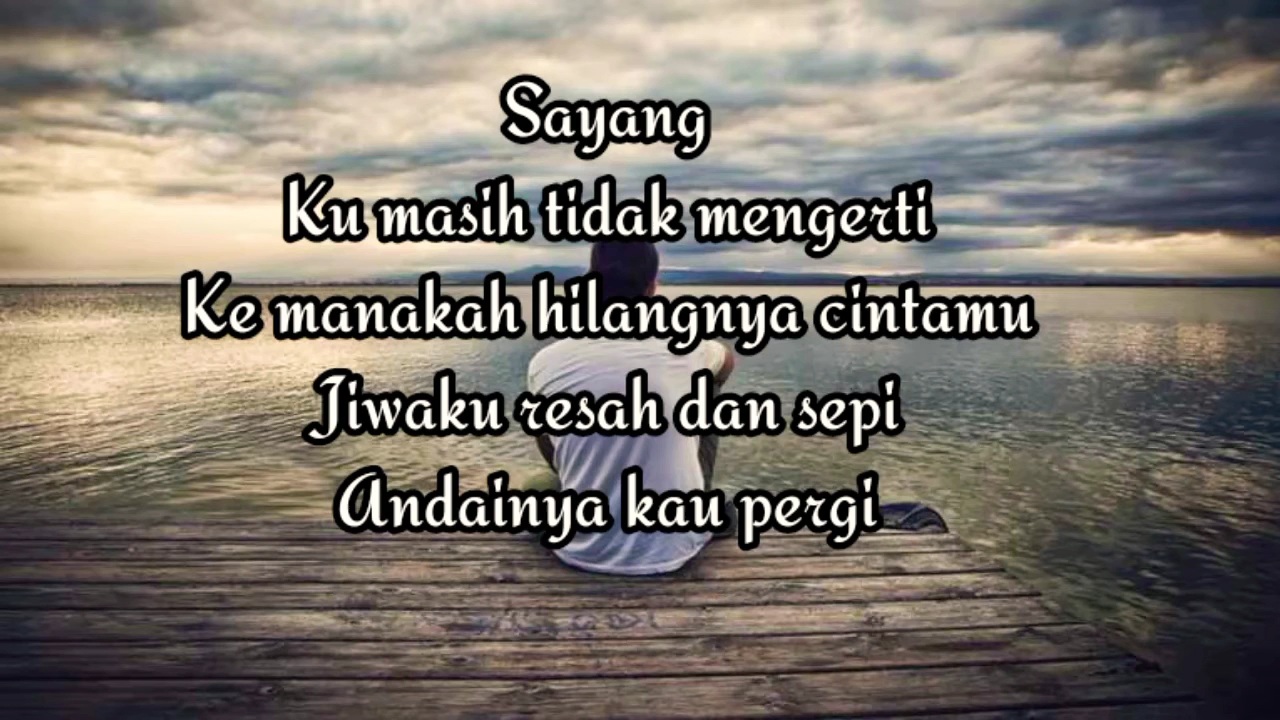 Sayang
Ku masih tidak mengerti
Ke manakah hilangnya cintamu
Jiwaku resah dan sepi
Andainya kau pergi